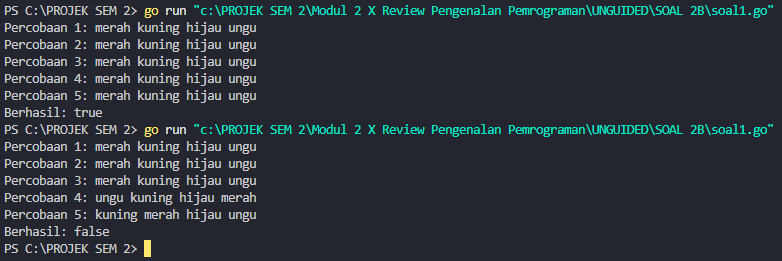 PS C:\PROJEK SEM 2> go run "c:\PROJEK SEM 2\Modul 2 X Review Pengenalan Pemrograman\UNGUIDED\SOAL 2B\soal1.go"
Percobaan 1: merah kuning hijau ungu
Percobaan 2: merah kuning hijau ungu
Percobaan 3: merah kuning hijau ungu
Percobaan 4: merah kuning hijau ungu
Percobaan 5: merah kuning hijau ungu
Berhasil: true
PS C:\PROJEK SEM 2> go run "c:\PROJEK SEM 2\Modul 2 X Review Pengenalan Pemrograman\UNGUIDED\SOAL 2B\soal1.go"
Percobaan 1: merah kuning hijau ungu
Percobaan 2: merah kuning hijau ungu
Percobaan 3: merah kuning hijau ungu
Percobaan 4: ungu kuning hijau merah
Percobaan 5: kuning merah hijau ungu
Berhasil: false
PS C:\PROJEK SEM 2>